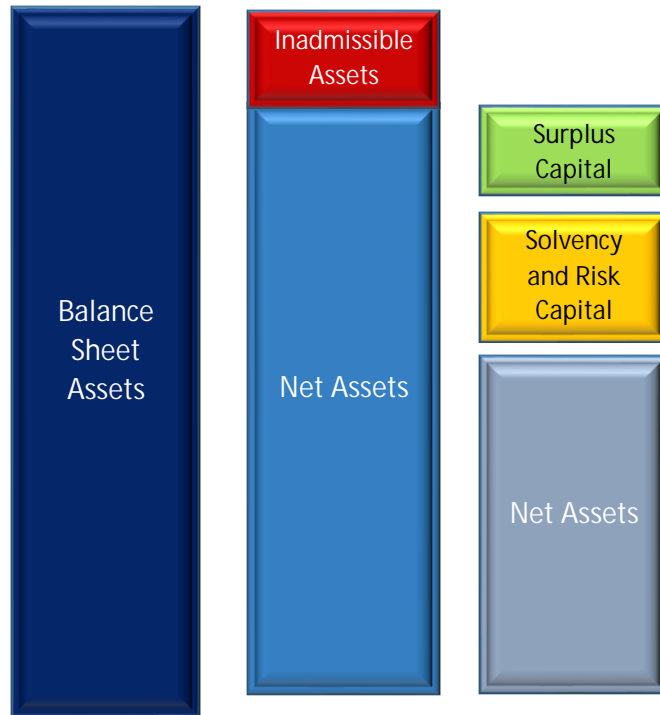 Balance
Sheet
Assets
Inadmissible
Assets
Net Assets
Surplus
Capital
Solvency
and Risk
Capital
Net Assets